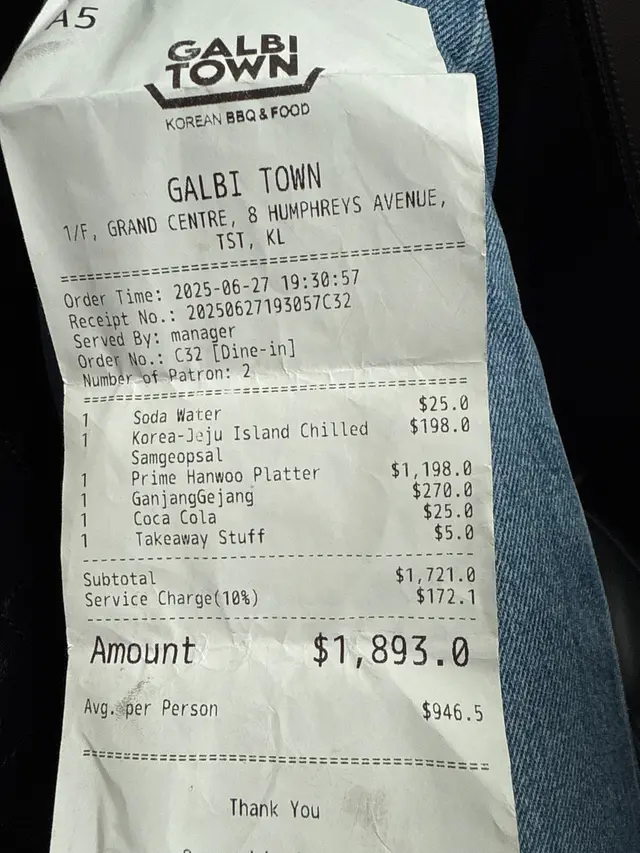 A5
GALBI
TOWN
KOREAN BBQ & FOOD
GALBI TOWN
1/F, GRAND CENTRE, 8 HUMPHREYS AVENUE,
TST, KL
Order Time: 2025-06-27 19:30:57
Receipt No.: 20250627193057C32
Served By: manager
Order No.: C32 [Dine-in]
Number of Patron: 2
1 Soda Water $25.0
1 Korea-Jeju Island Chilled $198.0
Samgeopsal
1 Prime Hanwoo Platter $1,198.0
1 GanjangGejang $270.0
1 Coca Cola $25.0
1 Takeaway Stuff $5.0
Subtotal $1,721.0
Service Charge(10%) $172.1
Amount $1,893.0
Avg. per Person $946.5
Thank You